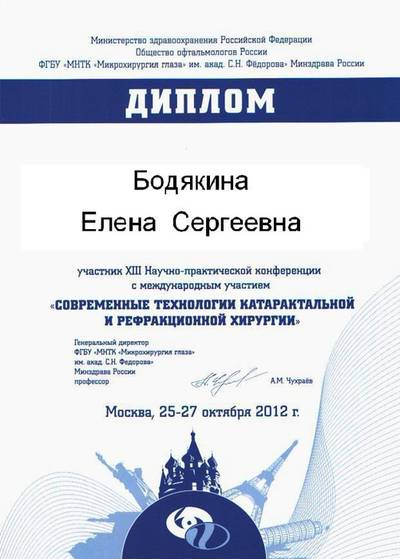 Министерство здравоохранения Российской Федерации
Общество офтальмологов России
ФГБУ «МНТК «Микрохирургия глаза» им. акад. С.Н. Фёдорова» Минздрава России
ДИПЛОМ
Бодякина
Елена Сергеевна
участник XIII Научно-практической конференции
с международным участием
«СОВРЕМЕННЫЕ ТЕХНОЛОГИИ КАТАРАКТАЛЬНОЙ
И РЕФРАКЦИОННОЙ ХИРУРГИИ»
Генеральный директор
ФГБУ «МНТК «Микрохирургия глаза»
им. акад. С.Н. Федорова»
Минздрава России
профессор А.М. Чухраёв
Москва, 25-27 октября 2012 г.